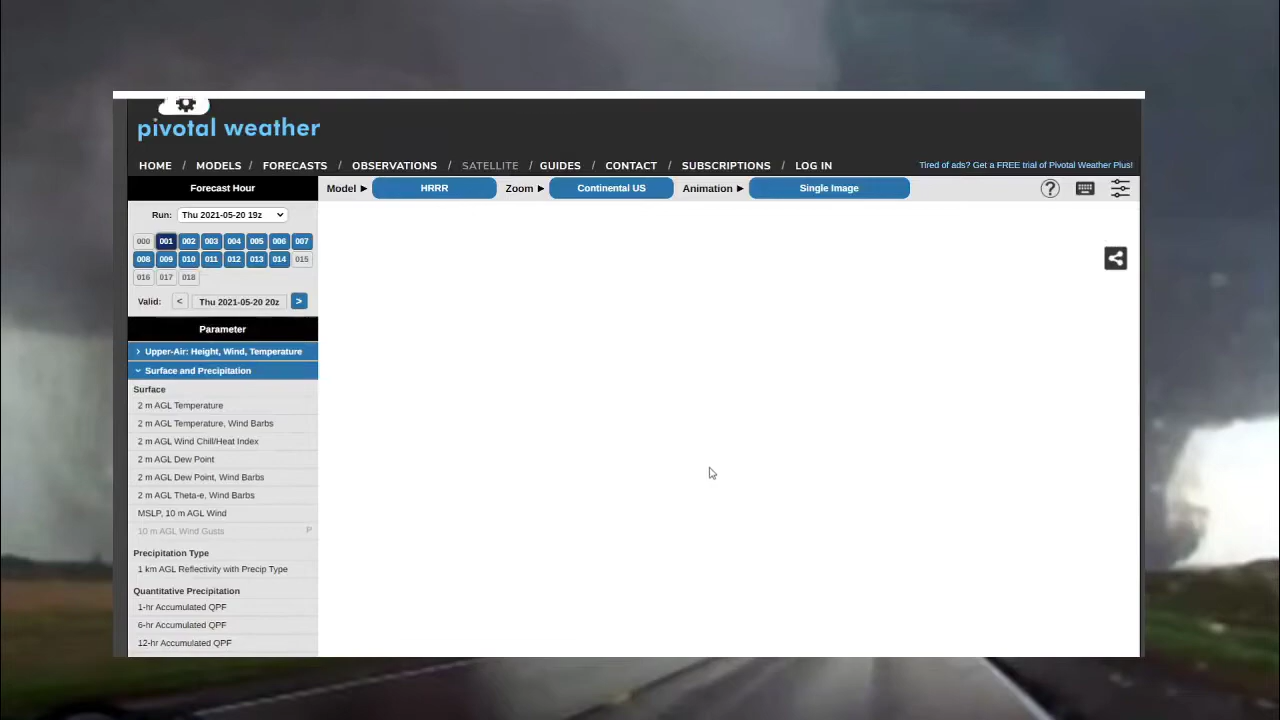 pivotal weather
HOME / MODELS / FORECASTS / OBSERVATIONS / SATELLITE / GUIDES / CONTACT / SUBSCRIPTIONS / LOG IN Tired of ads? Get a FREE trial of Pivotal Weather Plus!
Forecast Hour Model ▶ HRRR Zoom ▶ Continental US Animation ▶ Single Image ?
Run: Thu 2021-05-20 19z
000 001 002 003 004 005 006 007
008 009 010 011 012 013 014 015
016 017 018
Valid: < Thu 2021-05-20 20z >
Parameter
Upper-Air: Height, Wind, Temperature
Surface and Precipitation
Surface
2 m AGL Temperature
2 m AGL Temperature, Wind Barbs
2 m AGL Wind Chill/Heat Index
2 m AGL Dew Point
2 m AGL Dew Point, Wind Barbs
2 m AGL Theta-e, Wind Barbs
MSLP, 10 m AGL Wind
10 m AGL Wind Gusts P
Precipitation Type
1 km AGL Reflectivity with Precip Type
Quantitative Precipitation
1-hr Accumulated QPF
6-hr Accumulated QPF
12-hr Accumulated QPF